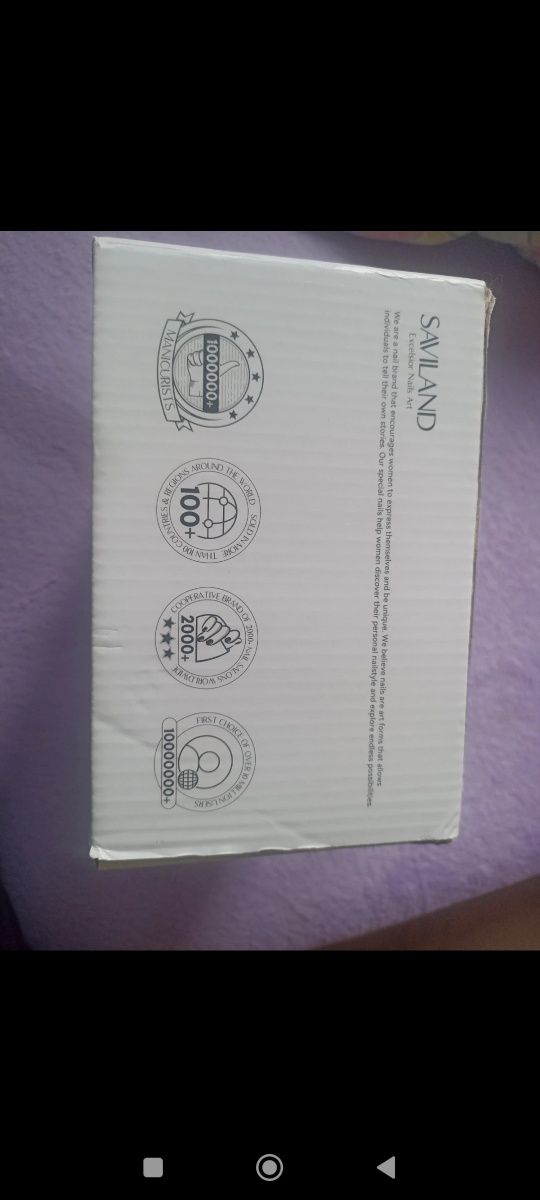 SAVILAND
Excelsior Nails Art
We are a nail brand that encourages women to express themselves and be unique. We believe nails are art forms that allows
individuals to tell their own stories. Our special nails help women discover their personal nailstyle and explore endless possibilities.
1000000+
MANICURISTS
SOLD IN MORE THAN 100 COUNTRIES & REGIONS AROUND THE WORLD
100+
COOPERATIVE BRAND OF 2000+ NAIL SALONS WORLDWIDE
2000+
FIRST CHOICE OF OVER 10 MILLION USERS
10000000+